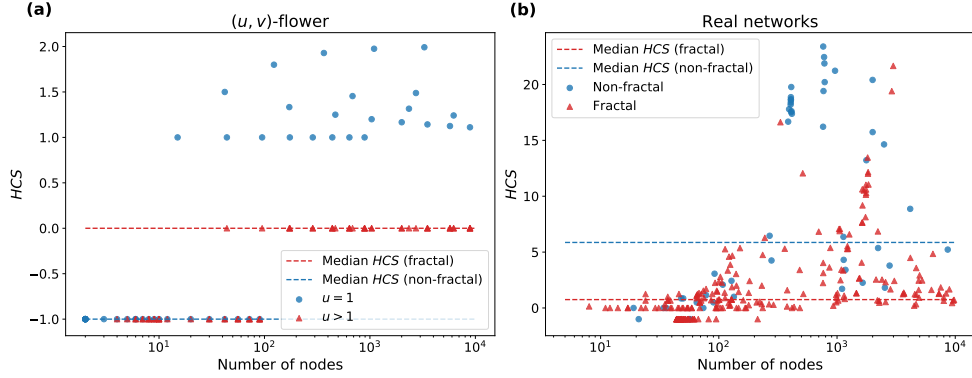 (a)
(u, v)-flower
2.0
1.5
1.0
0.5
0.0
−0.5
−1.0
HCS
Median HCS (fractal)
Median HCS (non-fractal)
u = 1
u > 1
10¹
10²
10³
10⁴
Number of nodes
(b)
Real networks
Median HCS (fractal)
Median HCS (non-fractal)
Non-fractal
Fractal
20
15
10
5
0
HCS
10¹
10²
10³
10⁴
Number of nodes